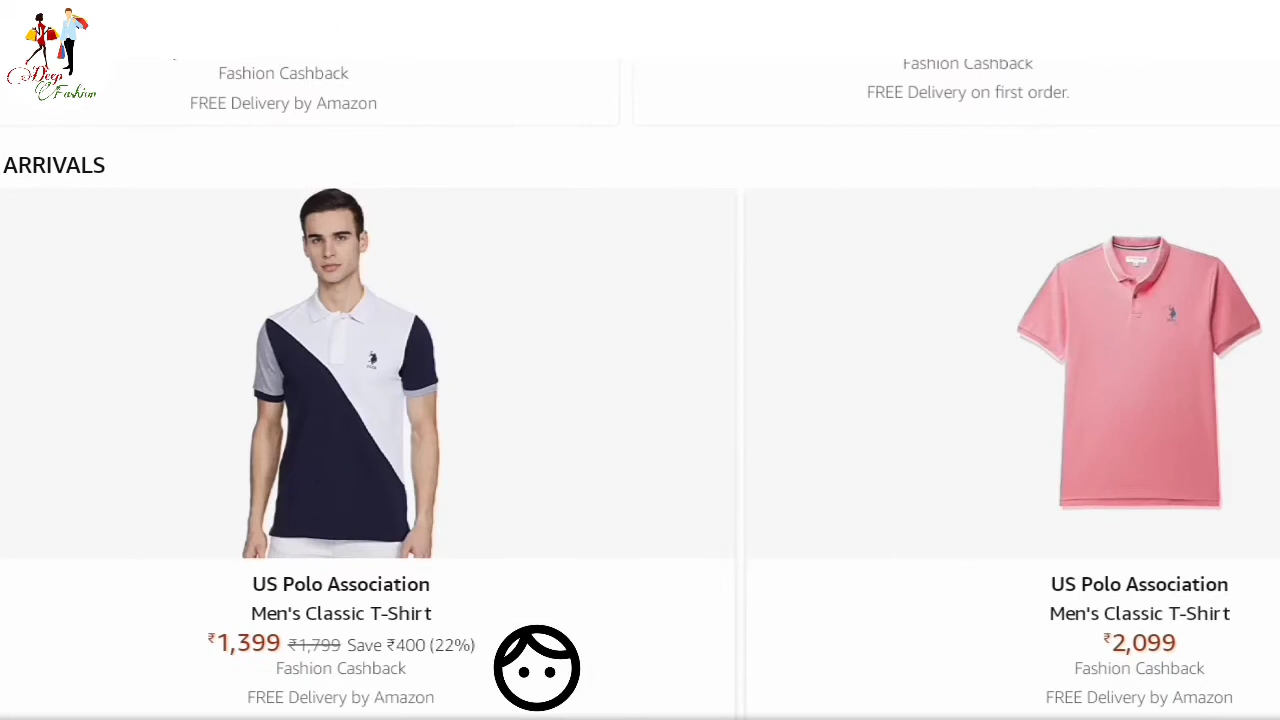 Deep
Fashion
Fashion Cashback
FREE Delivery by Amazon
Fashion Cashback
FREE Delivery on first order.
ARRIVALS
US Polo Association
Men's Classic T-Shirt
₹1,399 ₹1,799 Save ₹400 (22%)
Fashion Cashback
FREE Delivery by Amazon
US Polo Association
Men's Classic T-Shirt
₹2,099
Fashion Cashback
FREE Delivery by Amazon